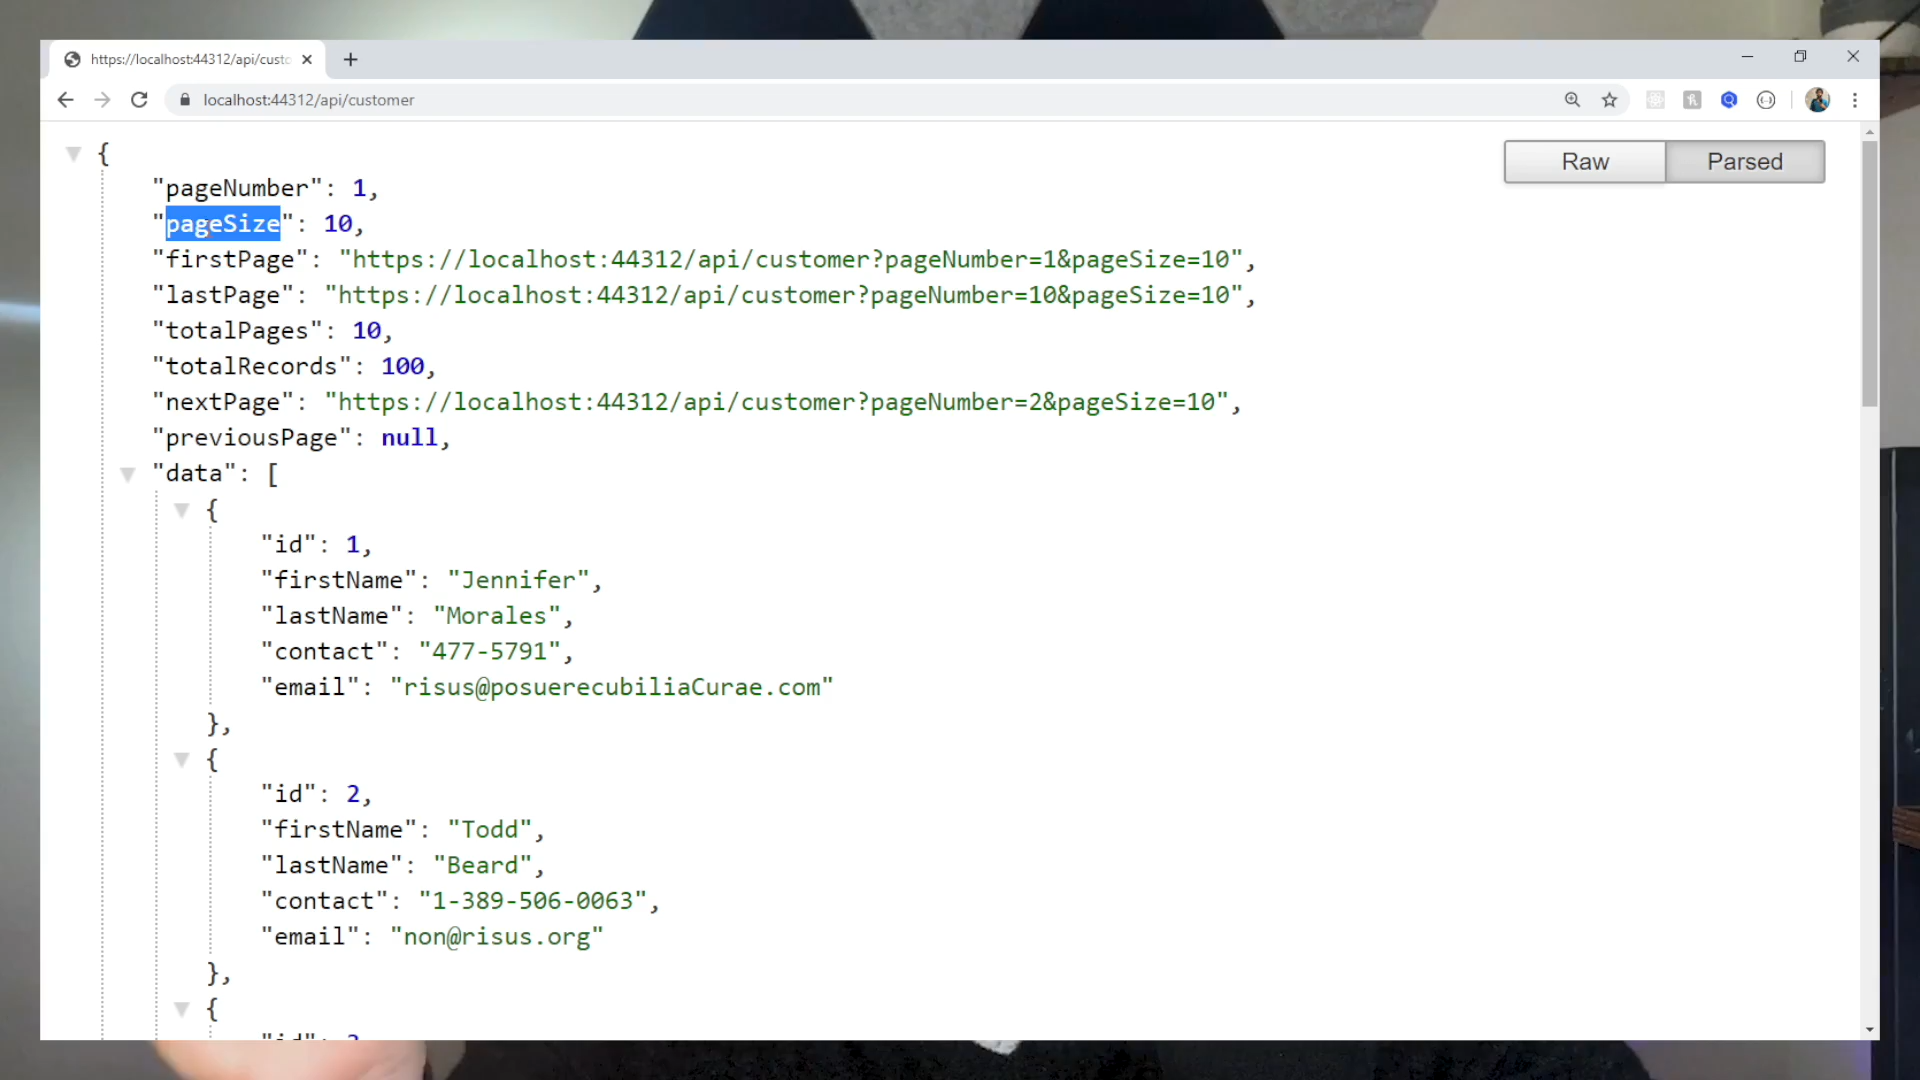 https://localhost:44312/api/custo
localhost:44312/api/customer
Raw Parsed
{
"pageNumber": 1,
"pageSize": 10,
"firstPage": "https://localhost:44312/api/customer?pageNumber=1&pageSize=10",
"lastPage": "https://localhost:44312/api/customer?pageNumber=10&pageSize=10",
"totalPages": 10,
"totalRecords": 100,
"nextPage": "https://localhost:44312/api/customer?pageNumber=2&pageSize=10",
"previousPage": null,
"data": [
{
"id": 1,
"firstName": "Jennifer",
"lastName": "Morales",
"contact": "477-5791",
"email": "risus@posuerecubiliaCurae.com"
},
{
"id": 2,
"firstName": "Todd",
"lastName": "Beard",
"contact": "1-389-506-0063",
"email": "non@risus.org"
},
{